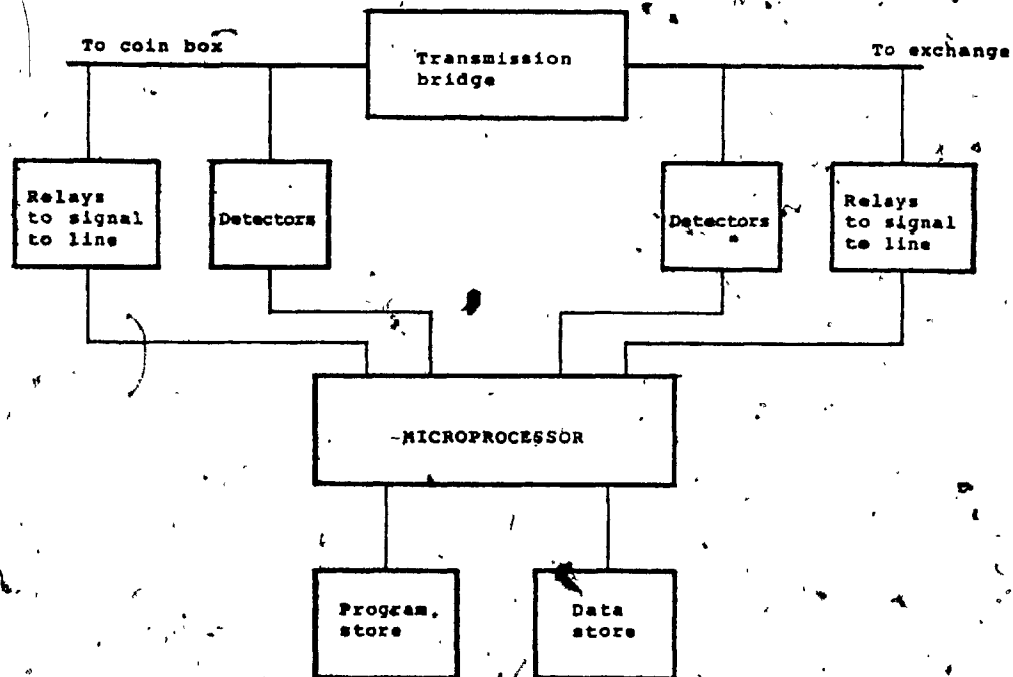 To coin box
Transmission
bridge
To exchange
Relays
to signal
to line
Detectors
Detectors
Relays
to signal
to line
MICROPROCESSOR
Program
store
Data
store